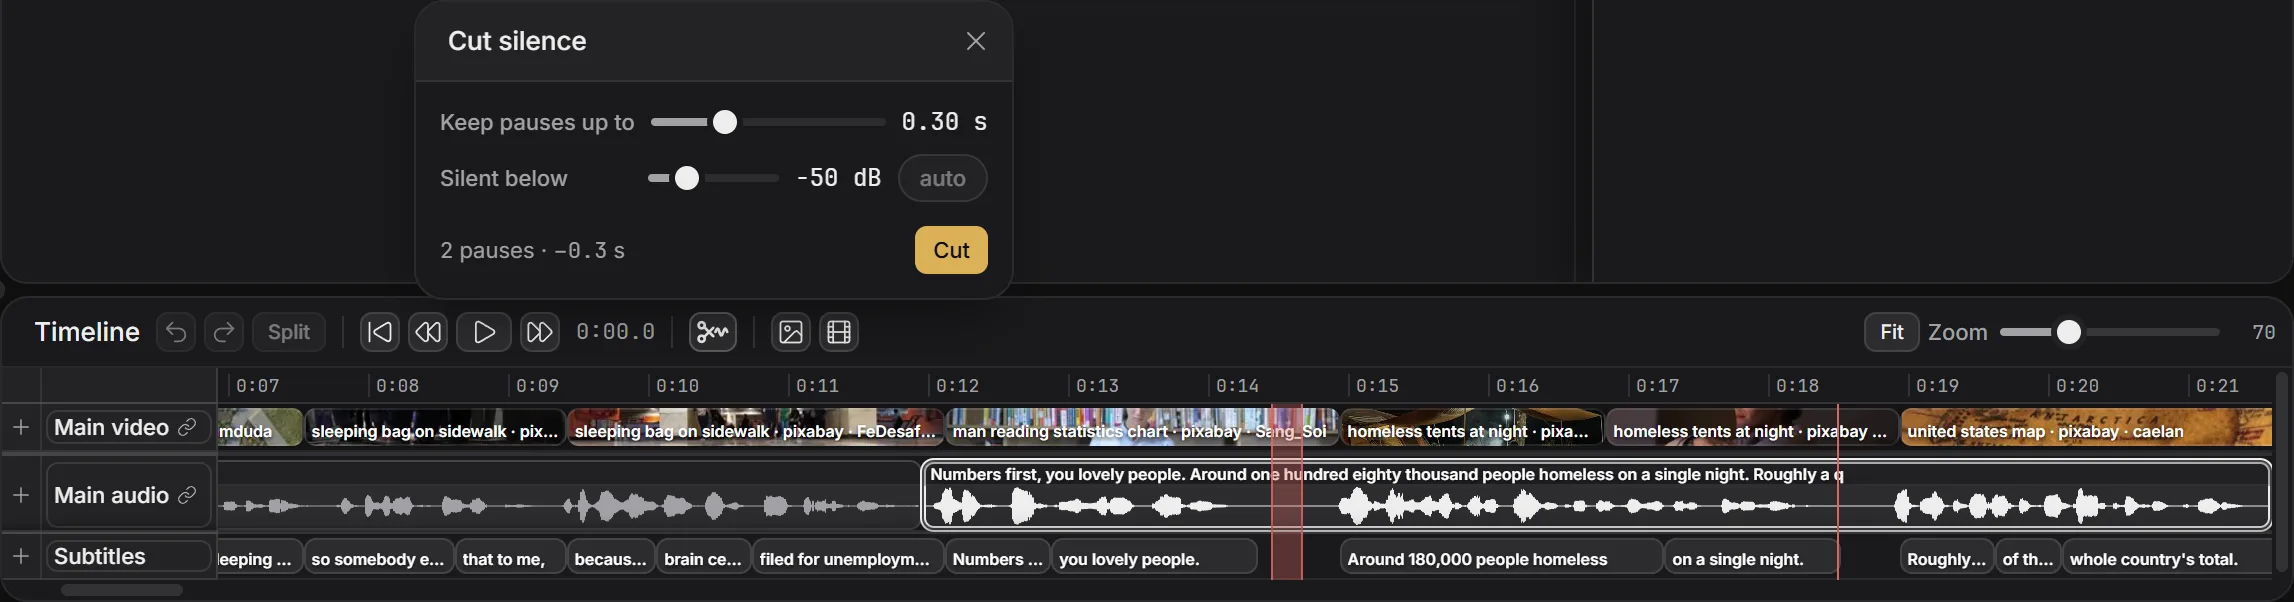 Cut silence
Keep pauses up to 0.30 s
Silent below -50 dB auto
2 pauses · −0.3 s Cut
Timeline Split 0:00.0 Fit Zoom 70
0:07 0:08 0:09 0:10 0:11 0:12 0:13 0:14 0:15 0:16 0:17 0:18 0:19 0:20 0:21
Main video mduda sleeping bag on sidewalk · pix... sleeping bag on sidewalk · pixabay · FeDesaf... man reading statistics chart · pixabay · Sang_Soi homeless tents at night · pixa... homeless tents at night · pixabay ... united states map · pixabay · caelan
ANTARCTICA
Numbers first, you lovely people. Around one hundred eighty thousand people homeless on a single night. Roughly a q
Main audio
Subtitles leeping ... so somebody e... that to me, becaus... brain ce... filed for unemploym... Numbers ... you lovely people. Around 180,000 people homeless on a single night. Roughly... of th... whole country's total.